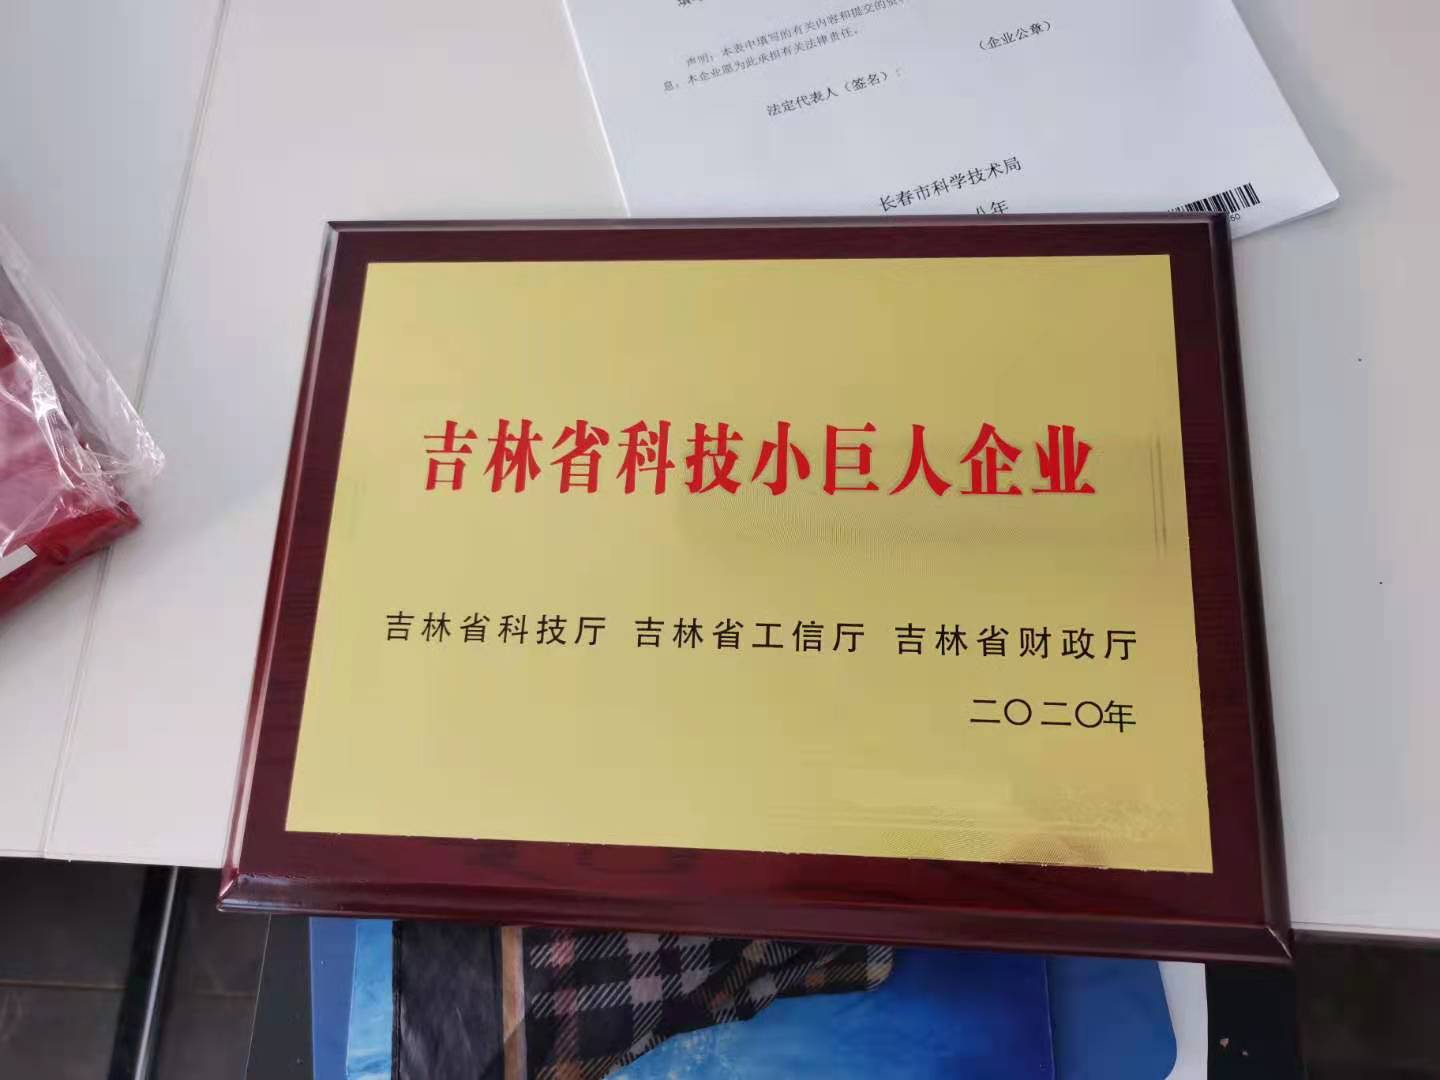 声明：本表中填写的有关内容和提交的资
息，本企业愿为此承担有关法律责任。
（企业公章）
法定代表人（签名）：
长春市科学技术局
八年
吉林省科技小巨人企业
吉林省科技厅 吉林省工信厅 吉林省财政厅
二〇二〇年